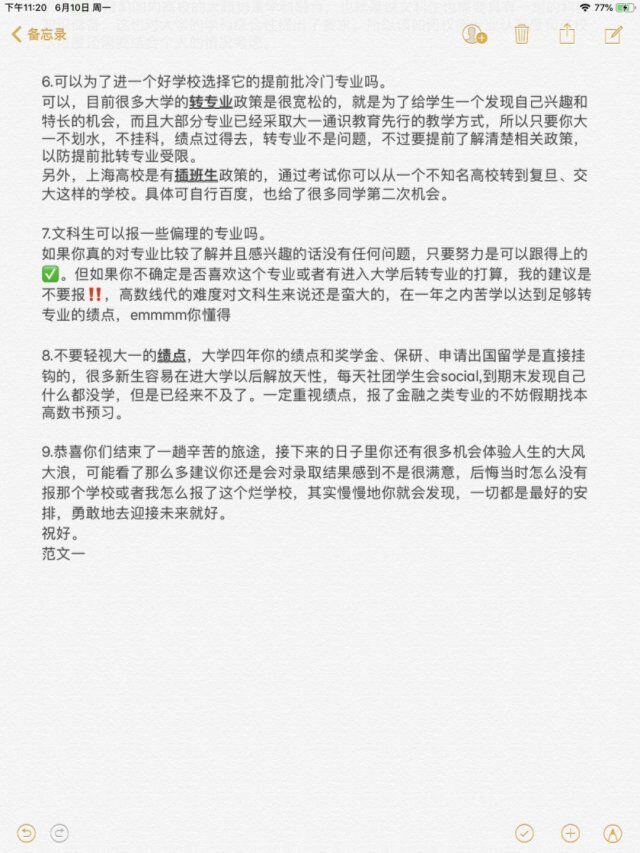 下午11:20 6月10日 周一
77%
备忘录
6.可以为了进一个好学校选择它的提前批冷门专业吗。
可以，目前很多大学的转专业政策是很宽松的，就是为了给学生一个发现自己兴趣和
特长的机会，而且大部分专业已经采取大一通识教育先行的教学方式，所以只要你大
一不划水，不挂科，绩点过得去，转专业不是问题，不过要提前了解清楚相关政策，
以防提前批转专业受限。
另外，上海高校是有插班生政策的，通过考试你可以从一个不知名高校转到复旦、交
大这样的学校。具体可自行百度，也给了很多同学第二次机会。
7.文科生可以报一些偏理的专业吗。
如果你真的对专业比较了解并且感兴趣的话没有任何问题，只要努力是可以跟得上的
✅。但如果你不确定是否喜欢这个专业或者有进入大学后转专业的打算，我的建议是
不要报‼️，高数线代的难度对文科生来说还是蛮大的，在一年之内苦学以达到足够转
专业的绩点，emmmm你懂得
8.不要轻视大一的绩点，大学四年你的绩点和奖学金、保研、申请出国留学是直接挂
钩的，很多新生容易在进大学以后解放天性，每天社团学生会social,到期末发现自己
什么都没学，但是已经来不及了。一定重视绩点，报了金融之类专业的不妨假期找本
高数书预习。
9.恭喜你们结束了一趟辛苦的旅途，接下来的日子里你还有很多机会体验人生的大风
大浪，可能看了那么多建议你还是会对录取结果感到不是很满意，后悔当时怎么没有
报那个学校或者我怎么报了这个烂学校，其实慢慢地你就会发现，一切都是最好的安
排，勇敢地去迎接未来就好。
祝好。
范文一